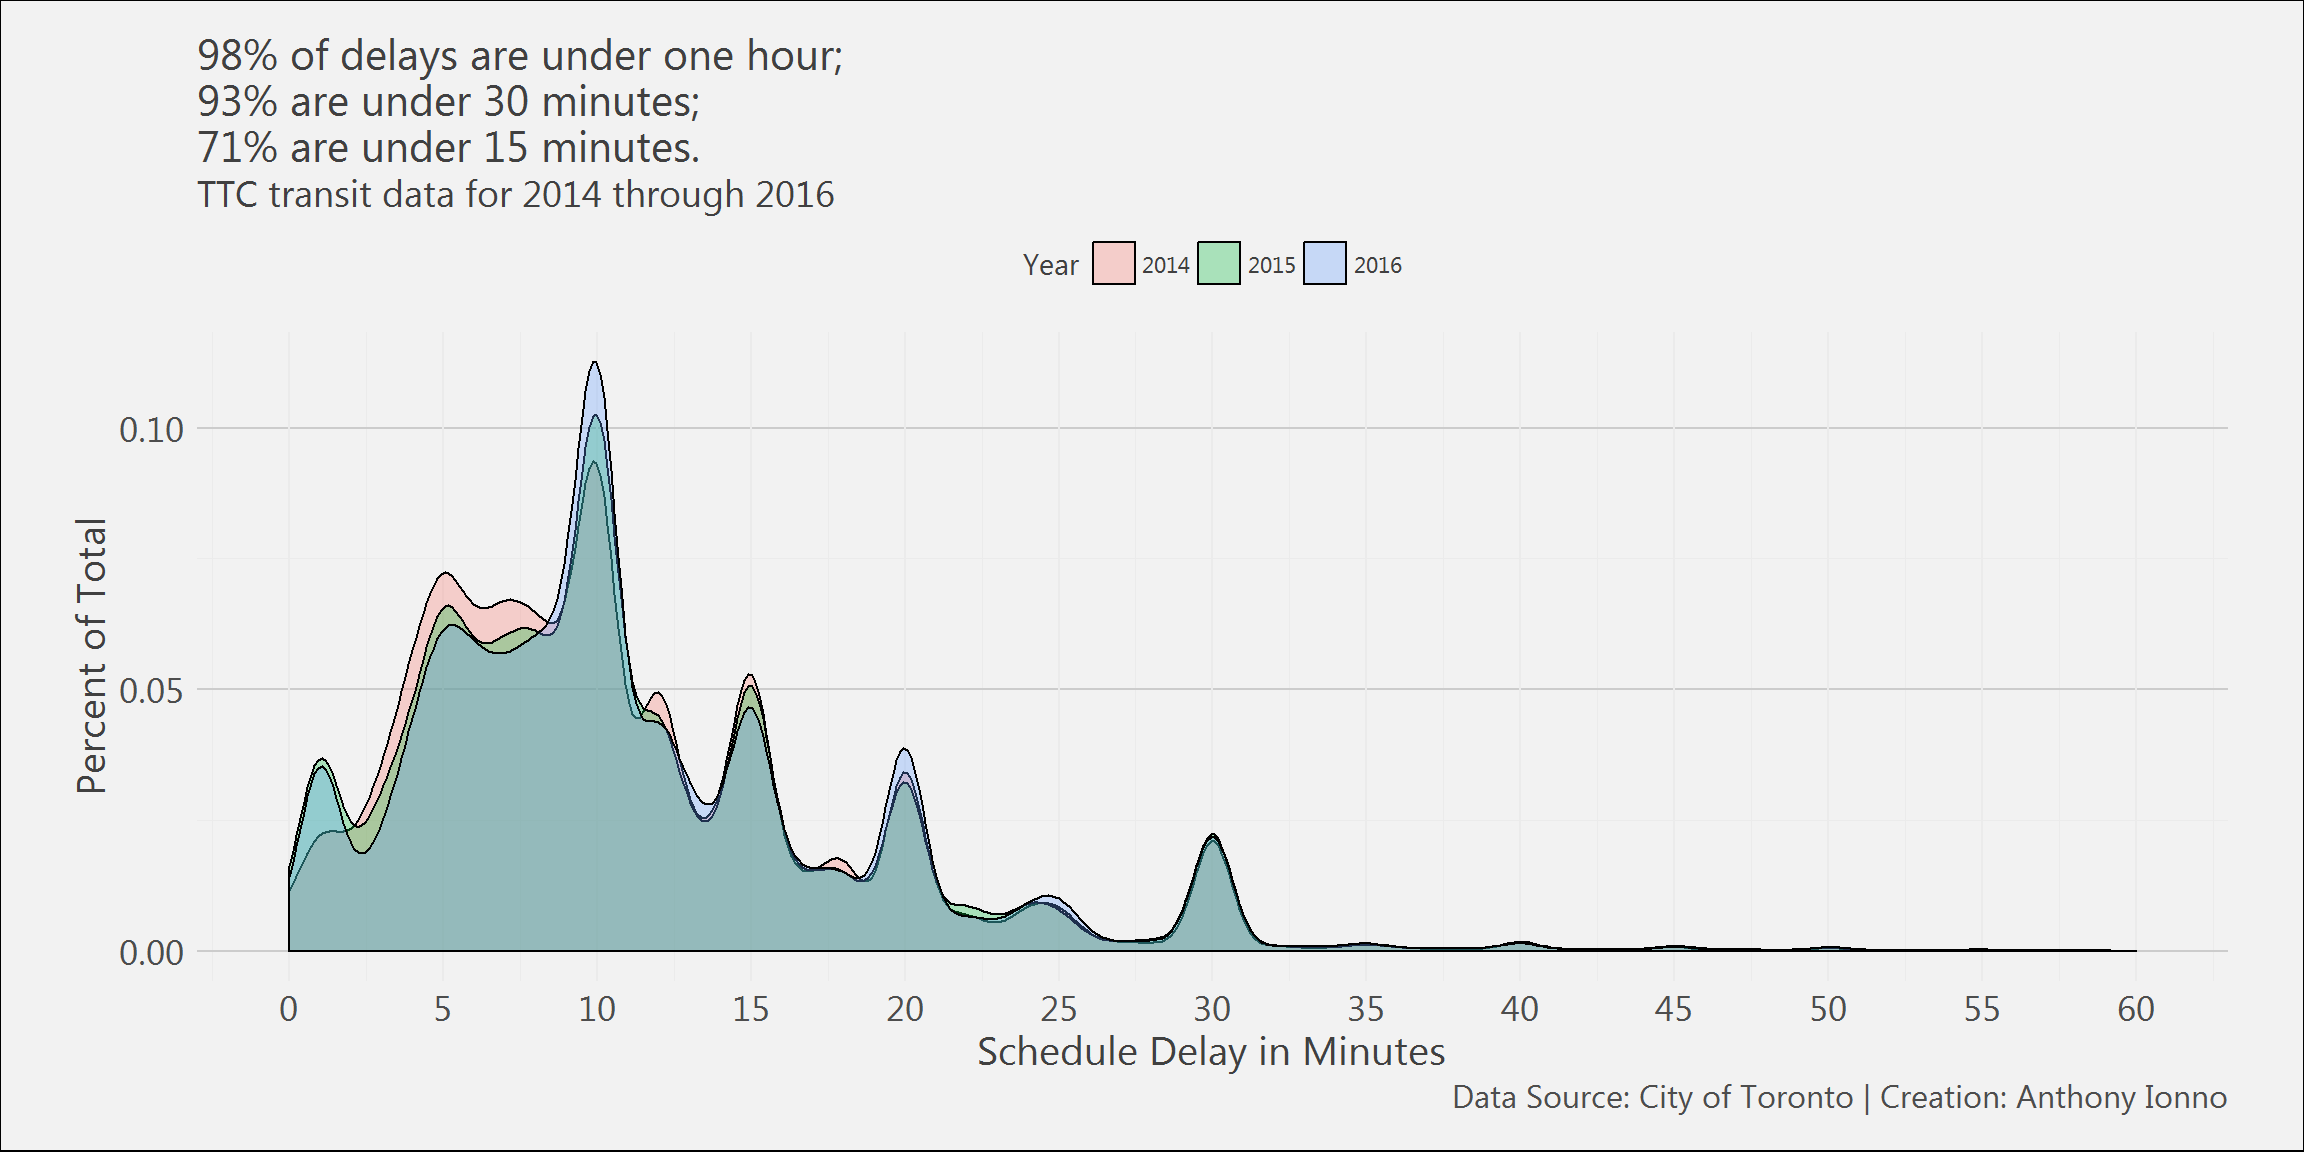 98% of delays are under one hour;
93% are under 30 minutes;
71% are under 15 minutes.
TTC transit data for 2014 through 2016
Year 2014 2015 2016
Percent of Total
0.10
0.05
0.00
0 5 10 15 20 25 30 35 40 45 50 55 60
Schedule Delay in Minutes
Data Source: City of Toronto | Creation: Anthony Ionno